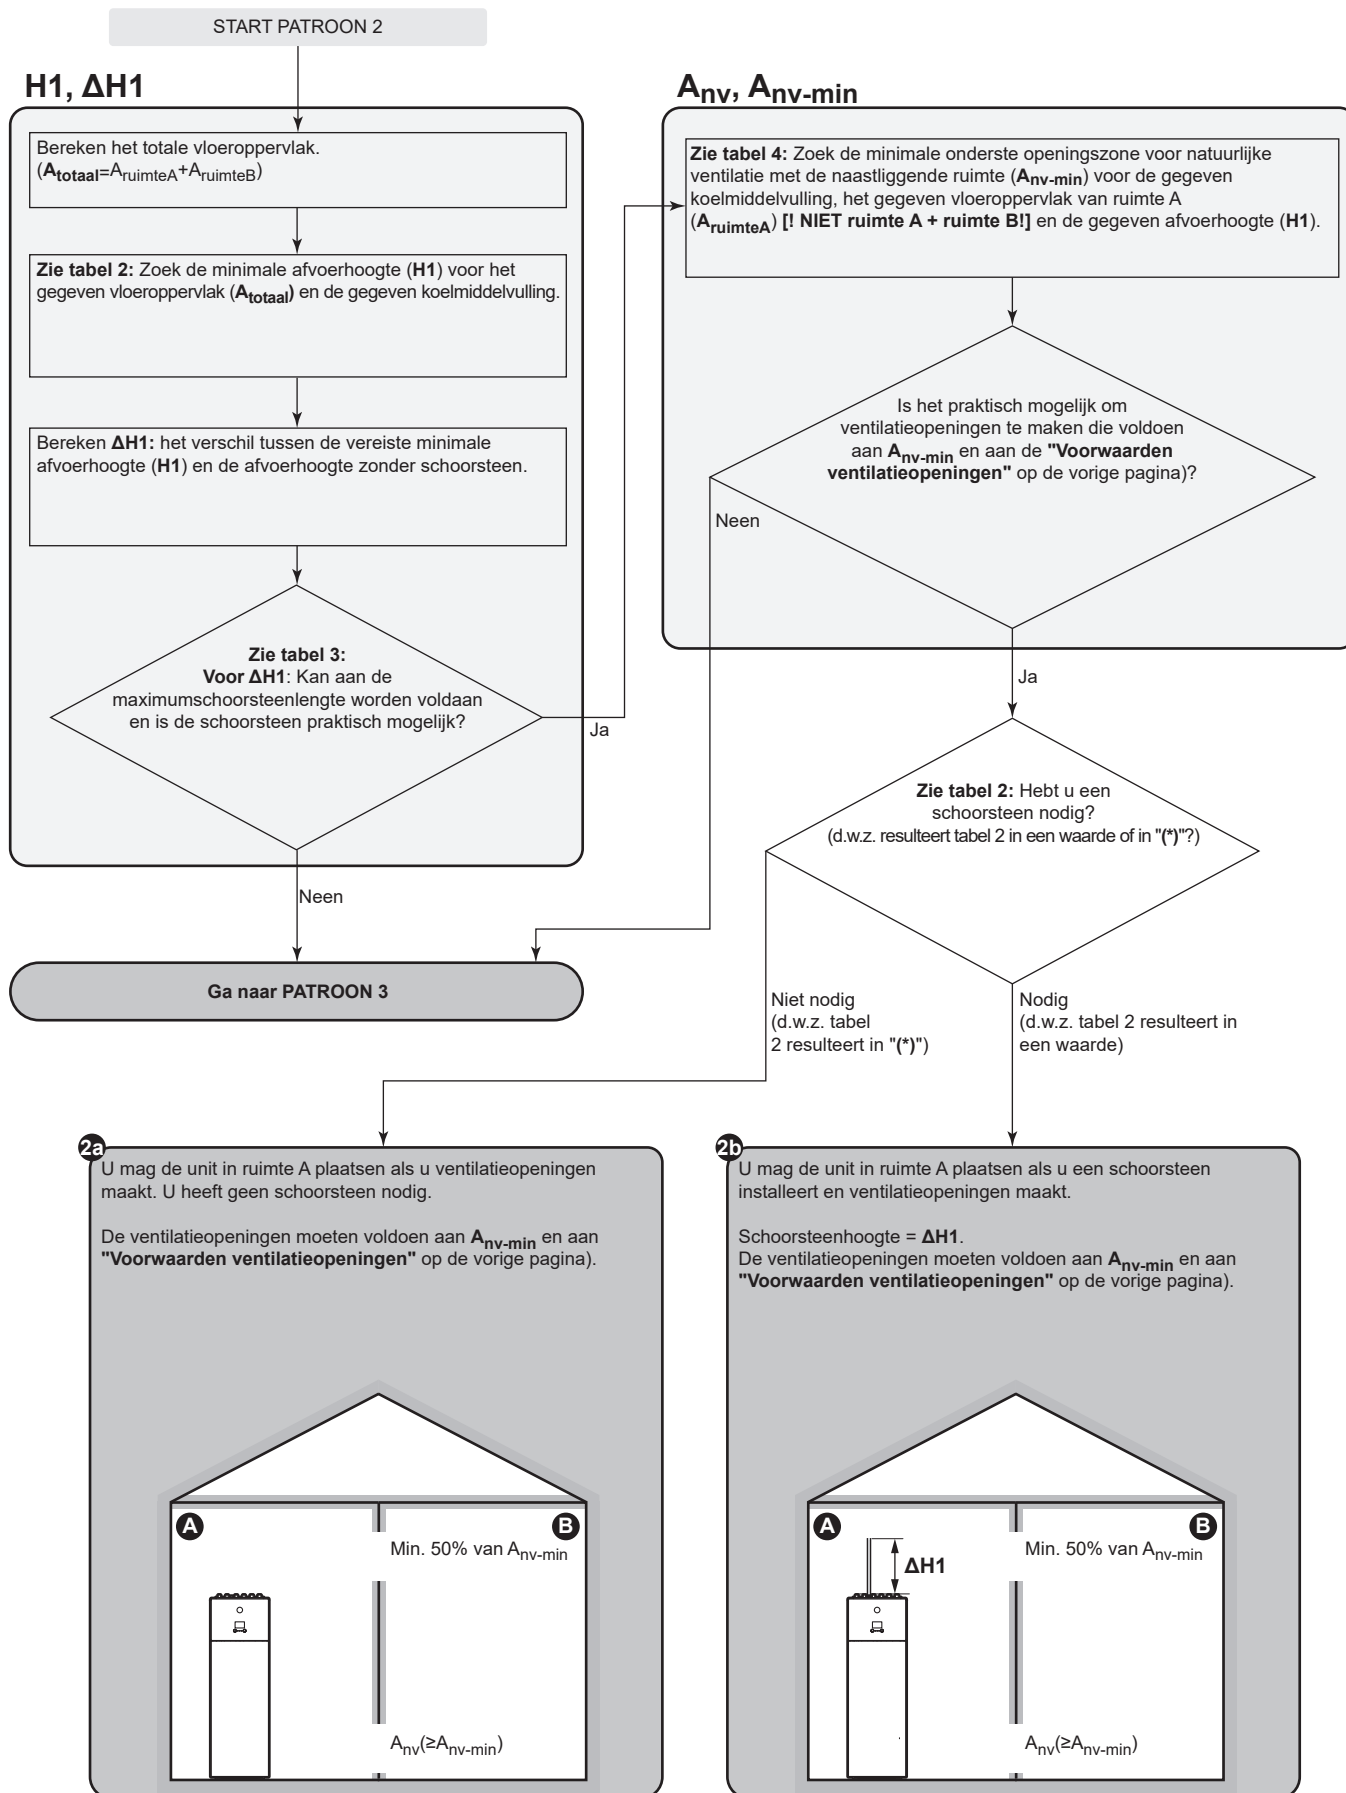 START PATROON 2
H1, ΔH1
Bereken het totale vloeroppervlak.
(Atotaal=AruimteA+AruimteB)
Zie tabel 2: Zoek de minimale afvoerhoogte (H1) voor het
gegeven vloeroppervlak (Atotaal) en de gegeven koelmiddelvulling.
Bereken ΔH1: het verschil tussen de vereiste minimale
afvoerhoogte (H1) en de afvoerhoogte zonder schoorsteen.
Zie tabel 3:
Voor ΔH1: Kan aan de
maximumschoorsteenlengte worden voldaan
en is de schoorsteen praktisch mogelijk?
Ja
Neen
Ga naar PATROON 3
Anv, Anv-min
Zie tabel 4: Zoek de minimale onderste openingszone voor natuurlijke
ventilatie met de naastliggende ruimte (Anv-min) voor de gegeven
koelmiddelvulling, het gegeven vloeroppervlak van ruimte A
(AruimteA) [! NIET ruimte A + ruimte B!] en de gegeven afvoerhoogte (H1).
Is het praktisch mogelijk om
ventilatieopeningen te maken die voldoen
aan Anv-min en aan de "Voorwaarden
ventilatieopeningen" op de vorige pagina)?
Neen
Ja
Zie tabel 2: Hebt u een
schoorsteen nodig?
(d.w.z. resulteert tabel 2 in een waarde of in "(*)"?)
Niet nodig
(d.w.z. tabel
2 resulteert in "(*)")
Nodig
(d.w.z. tabel 2 resulteert in
een waarde)
2a
U mag de unit in ruimte A plaatsen als u ventilatieopeningen
maakt. U heeft geen schoorsteen nodig.
De ventilatieopeningen moeten voldoen aan Anv-min en aan
"Voorwaarden ventilatieopeningen" op de vorige pagina).
A
B
Min. 50% van Anv-min
Anv(≥Anv-min)
2b
U mag de unit in ruimte A plaatsen als u een schoorsteen
installeert en ventilatieopeningen maakt.
Schoorsteenhoogte = ΔH1.
De ventilatieopeningen moeten voldoen aan Anv-min en aan
"Voorwaarden ventilatieopeningen" op de vorige pagina).
A
B
ΔH1
Min. 50% van Anv-min
Anv(≥Anv-min)